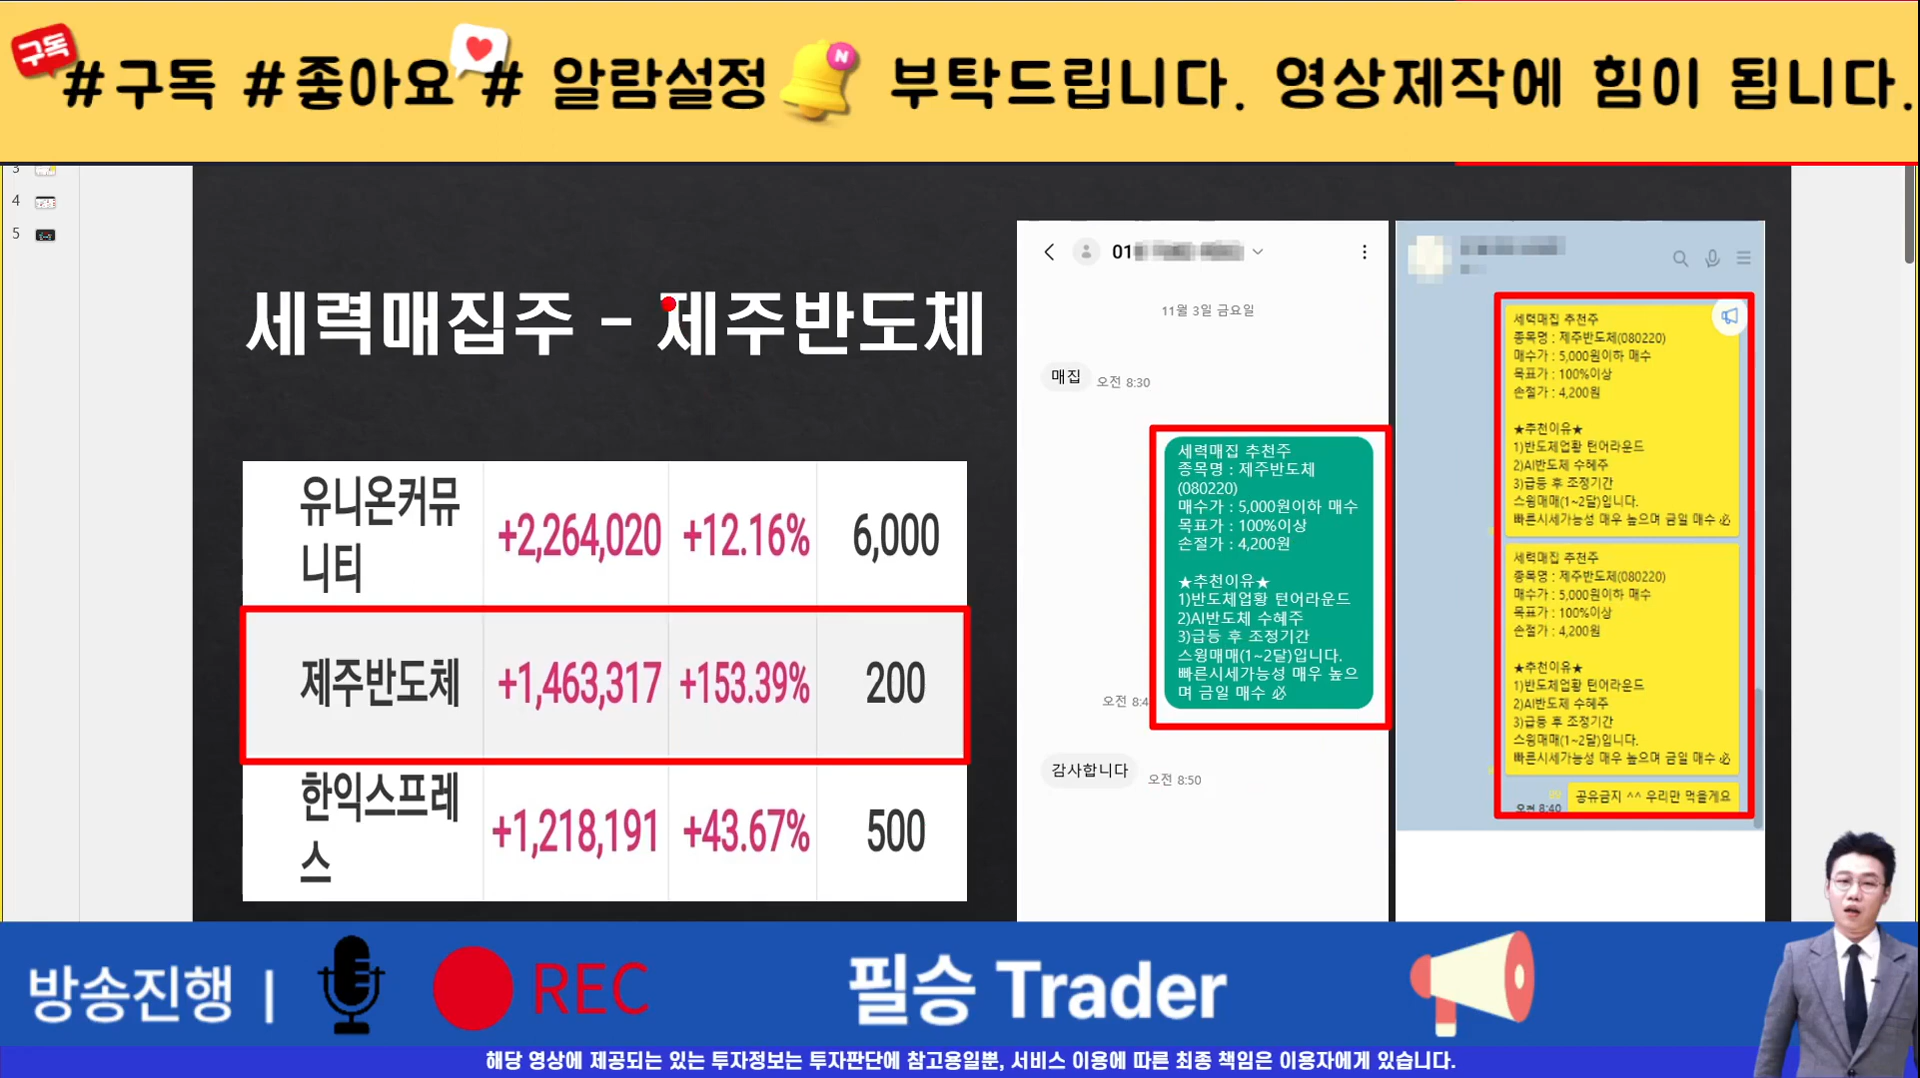 구독
#구독 #좋아요 # 알람설정 N 부탁드립니다. 영상제작에 힘이 됩니다.
3
4
5
세력매집주 - 제주반도체
유니온커뮤니티 +2,264,020 +12.16% 6,000
제주반도체 +1,463,317 +153.39% 200
한익스프레스 +1,218,191 +43.67% 500
01
11월 3일 금요일
매집 오전 8:30
세력매집 추천주
종목명 : 제주반도체
(080220)
매수가 : 5,000원이하 매수
목표가 : 100%이상
손절가 : 4,200원
★추천이유★
1)반도체업황 턴어라운드
2)AI반도체 수혜주
3)급등 후 조정기간
스윙매매(1~2달)입니다.
빠른시세가능성 매우 높으
며 금일 매수 必
오전 8:4
감사합니다 오전 8:50
세력매집 추천주
종목명 : 제주반도체(080220)
매수가 : 5,000원이하 매수
목표가 : 100%이상
손절가 : 4,200원
★추천이유★
1)반도체업황 턴어라운드
2)AI반도체 수혜주
3)급등 후 조정기간
스윙매매(1~2달)입니다.
빠른시세가능성 매우 높으며 금일 매수 必
세력매집 추천주
종목명 : 제주반도체(080220)
매수가 : 5,000원이하 매수
목표가 : 100%이상
손절가 : 4,200원
★추천이유★
1)반도체업황 턴어라운드
2)AI반도체 수혜주
3)급등 후 조정기간
스윙매매(1~2달)입니다.
빠른시세가능성 매우 높으며 금일 매수 必
오전 8:40 공유금지 ^^ 우리만 먹을게요
방송진행 | REC 필승 Trader
해당 영상에 제공되는 있는 투자정보는 투자판단에 참고용일뿐, 서비스 이용에 따른 최종 책임은 이용자에게 있습니다.